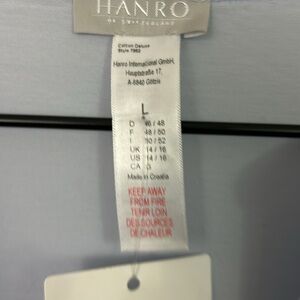 HANRO
OF SWITZERLAND
Cotton Deluxe
Style 7952
Hanro International GmbH,
Hauptstraße 17,
A-6840 Götzis
L
D 46/48
F 48/50
I 50/52
UK 14/16
US 14/16
CA G
Made in Croatia
KEEP AWAY
FROM FIRE
TENIR LOIN
DES SOURCES
DE CHALEUR